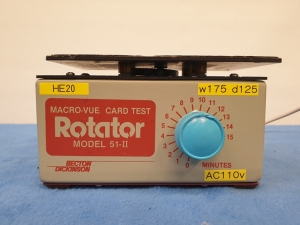 HE20
w175 d125
MACRO-VUE CARD TEST
Rotator
MODEL 51-II
BECTON
DICKINSON
0 1 2 3 4 5 6 7 8 9 10 11 12 13 14 15
MINUTES
AC110v